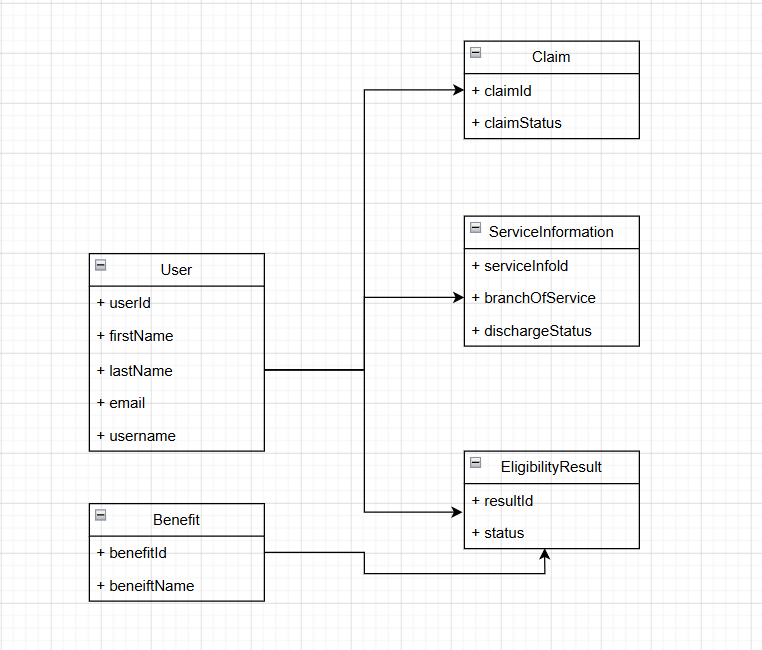 Claim
+ claimId
+ claimStatus
ServiceInformation
+ serviceInfoId
+ branchOfService
+ dischargeStatus
User
+ userId
+ firstName
+ lastName
+ email
+ username
EligibilityResult
+ resultId
+ status
Benefit
+ benefitId
+ beneiftName